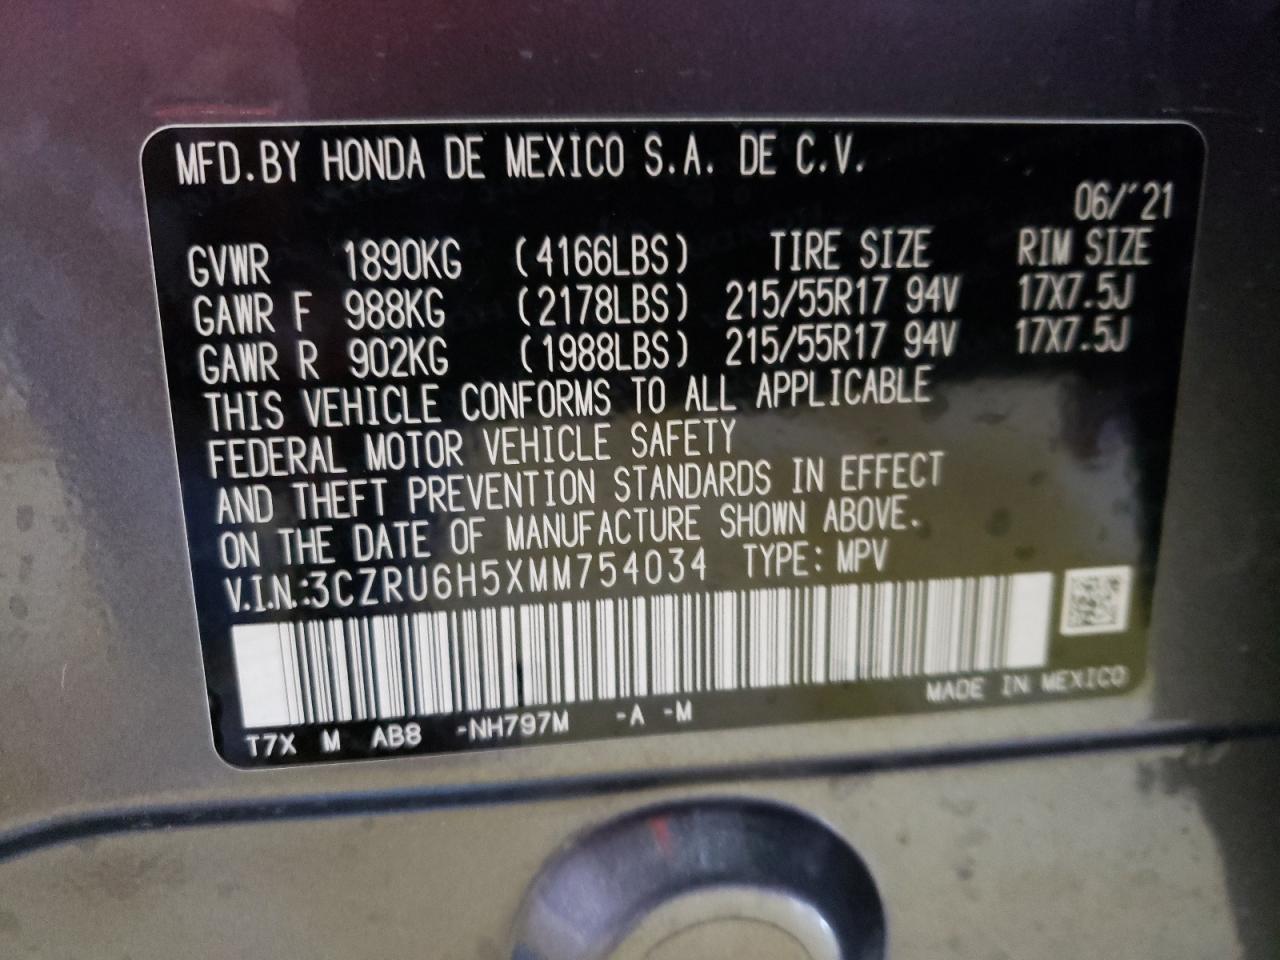 MFD.BY HONDA DE MEXICO S.A. DE C.V.
06/'21
GVWR 1890KG (4166LBS) TIRE SIZE RIM SIZE
GAWR F 988KG (2178LBS) 215/55R17 94V 17X7.5J
GAWR R 902KG (1988LBS) 215/55R17 94V 17X7.5J
THIS VEHICLE CONFORMS TO ALL APPLICABLE
FEDERAL MOTOR VEHICLE SAFETY
AND THEFT PREVENTION STANDARDS IN EFFECT
ON THE DATE OF MANUFACTURE SHOWN ABOVE.
V.I.N.:3CZRU6H5XMM754034 TYPE: MPV
MADE IN MEXICO
T7X M AB8 -NH797M -A -M